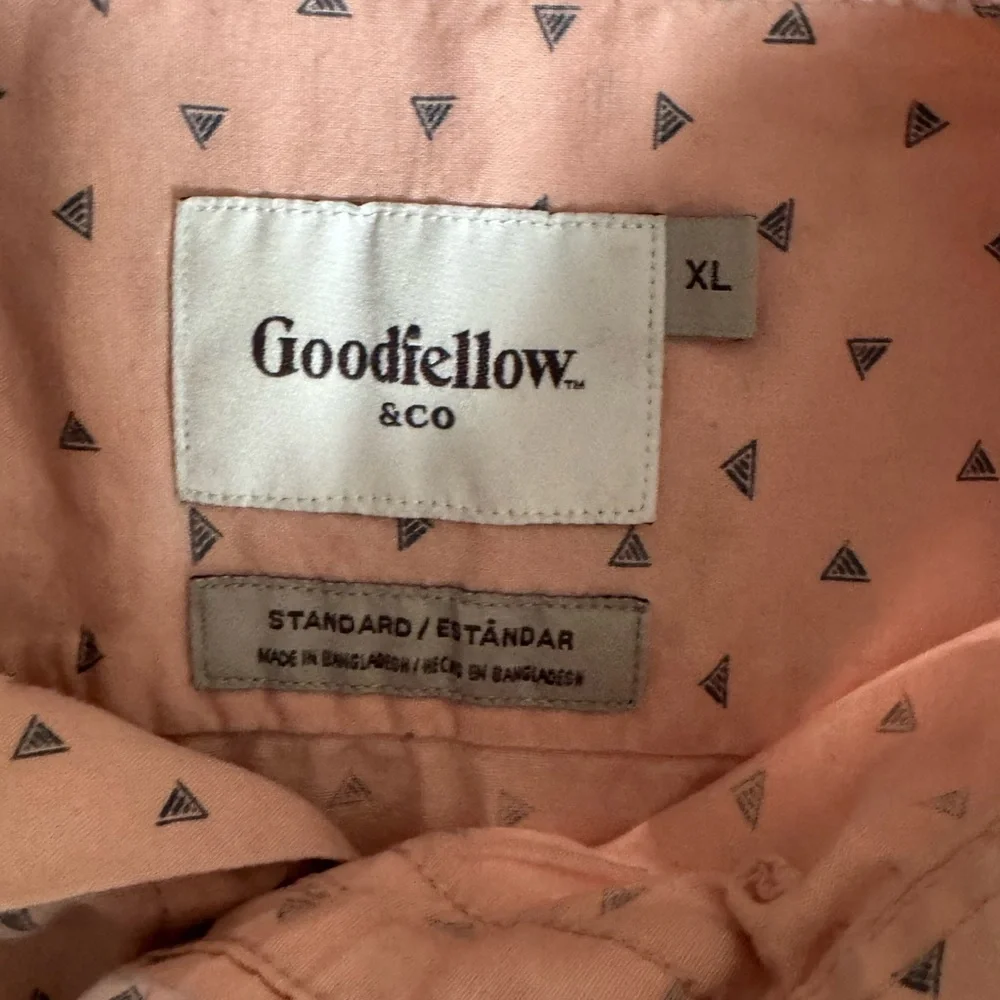 Goodfellow™
&CO
XL
STANDARD / ESTÁNDAR
MADE IN BANGLADESH / HECHO EN BANGLADESH